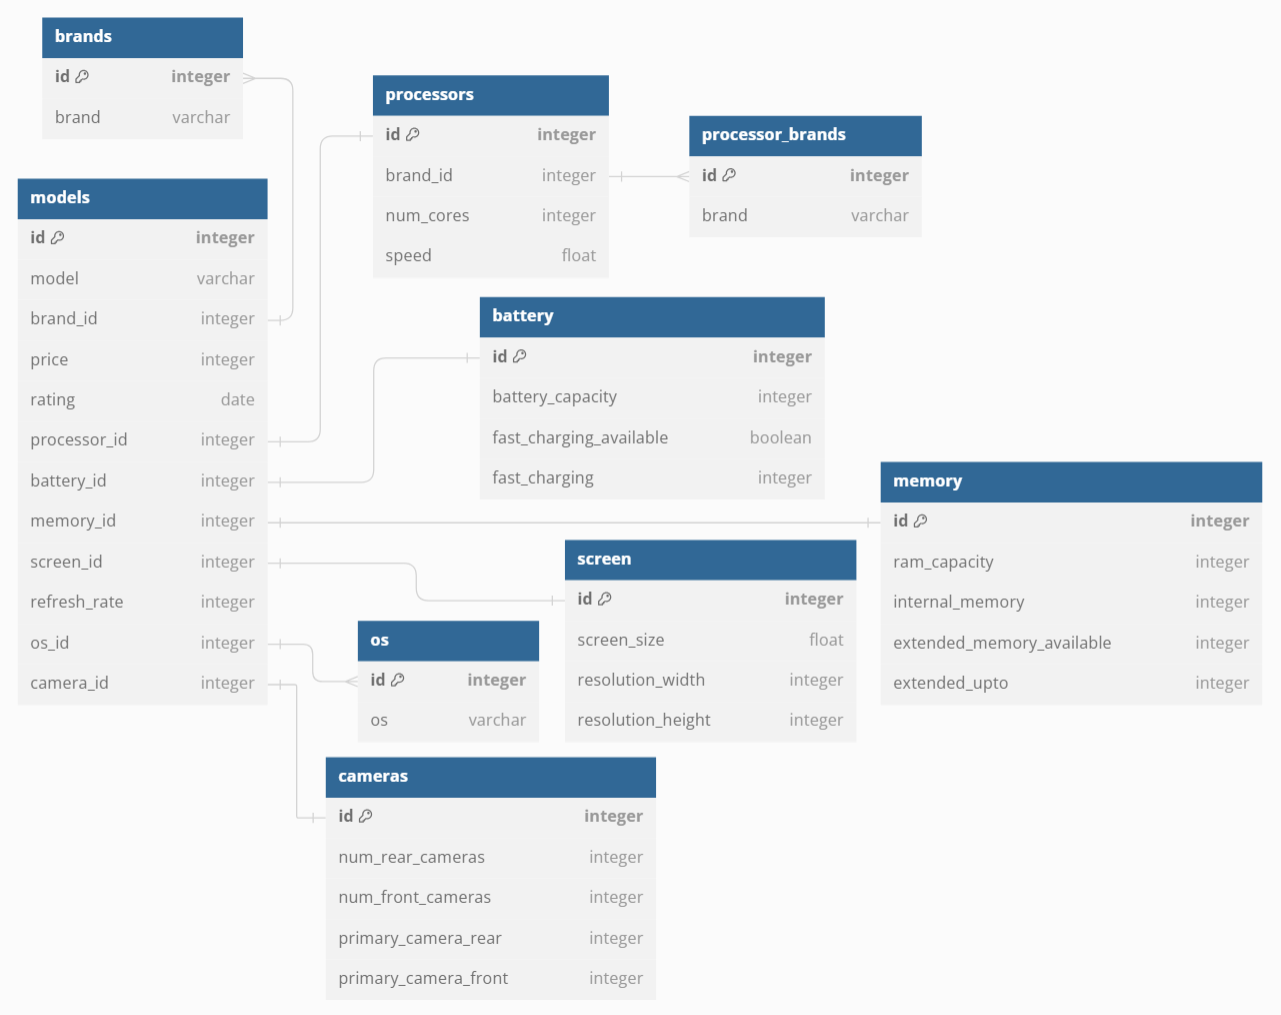 brands
id integer
brand varchar
models
id integer
model varchar
brand_id integer
price integer
rating date
processor_id integer
battery_id integer
memory_id integer
screen_id integer
refresh_rate integer
os_id integer
camera_id integer
processors
id integer
brand_id integer
num_cores integer
speed float
processor_brands
id integer
brand varchar
battery
id integer
battery_capacity integer
fast_charging_available boolean
fast_charging integer
memory
id integer
ram_capacity integer
internal_memory integer
extended_memory_available integer
extended_upto integer
screen
id integer
screen_size float
resolution_width integer
resolution_height integer
os
id integer
os varchar
cameras
id integer
num_rear_cameras integer
num_front_cameras integer
primary_camera_rear integer
primary_camera_front integer